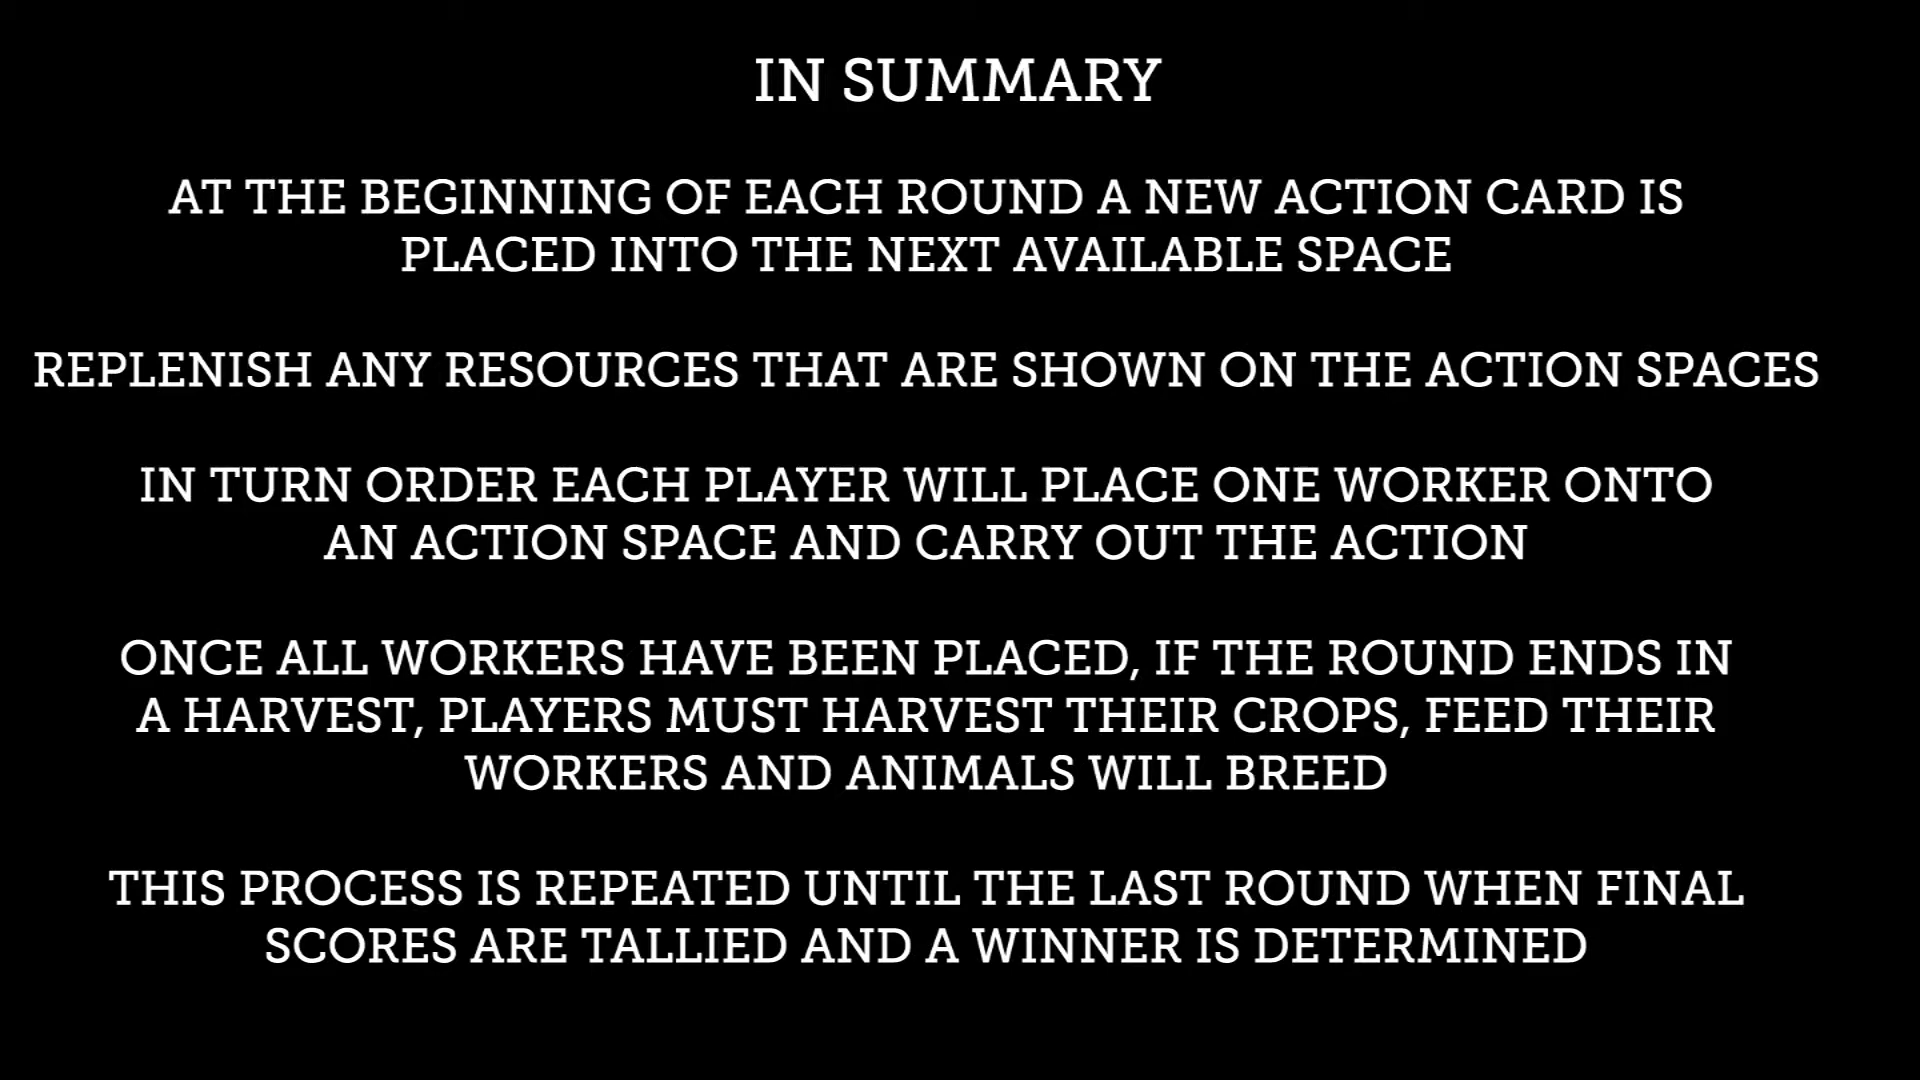 IN SUMMARY
AT THE BEGINNING OF EACH ROUND A NEW ACTION CARD IS
PLACED INTO THE NEXT AVAILABLE SPACE
REPLENISH ANY RESOURCES THAT ARE SHOWN ON THE ACTION SPACES
IN TURN ORDER EACH PLAYER WILL PLACE ONE WORKER ONTO
AN ACTION SPACE AND CARRY OUT THE ACTION
ONCE ALL WORKERS HAVE BEEN PLACED, IF THE ROUND ENDS IN
A HARVEST, PLAYERS MUST HARVEST THEIR CROPS, FEED THEIR
WORKERS AND ANIMALS WILL BREED
THIS PROCESS IS REPEATED UNTIL THE LAST ROUND WHEN FINAL
SCORES ARE TALLIED AND A WINNER IS DETERMINED